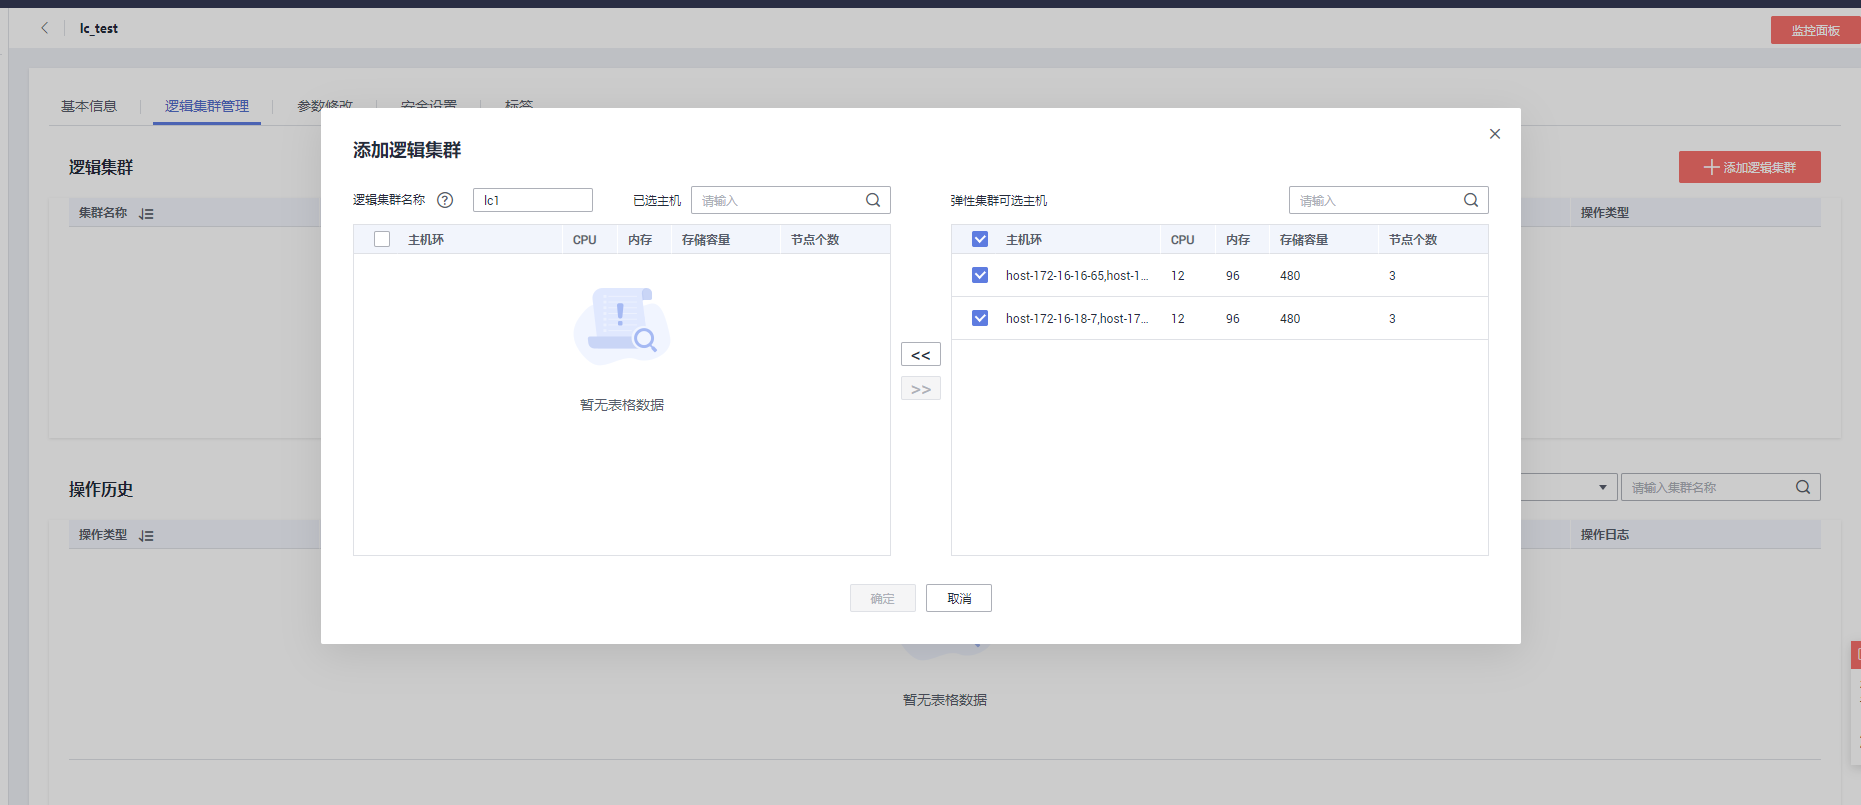 lc_test
监控面板
基本信息 逻辑集群管理 参数修改 安全设置 标签
添加逻辑集群
逻辑集群
添加逻辑集群
逻辑集群名称 ? lc1 已选主机 请输入 弹性集群可选主机 请输入
集群名称 操作类型
主机环 CPU 内存 存储容量 节点个数
主机环 CPU 内存 存储容量 节点个数
host-172-16-16-65,host-1... 12 96 480 3
host-172-16-18-7,host-17... 12 96 480 3
<<
>>
暂无表格数据
操作历史
请输入集群名称
操作类型 操作日志
确定 取消
暂无表格数据